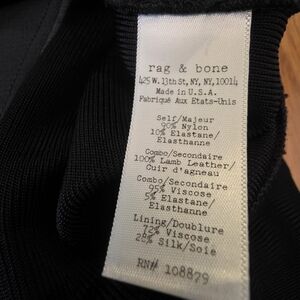 rag & bone
425 W. 13th St, NY, NY, 10014
Made in U.S.A.
Fabriqué Aux Etats-Unis
Self/Majeur
90% Nylon
10% Elastane/
Elasthanne
Combo/Secondaire
100% Lamb Leather/
Cuir d'agneau
Combo/Secondaire
95% Viscose
5% Elastane/
Elasthanne
Lining/Doublure
72% Viscose
28% Silk/Soie
RN# 108879